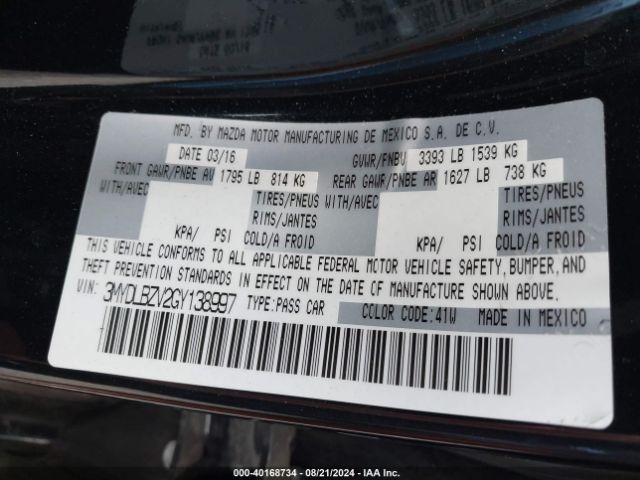 MFD. BY MAZDA MOTOR MANUFACTURING DE MEXICO S.A. DE C.V.
DATE 03/16 GVWR/PNBV 3393 LB 1539 KG
FRONT GAWR/PNBE AV 1795 LB 814 KG REAR GAWR/PNBE AR 1627 LB 738 KG
WITH/AVEC TIRES/PNEUS WITH/AVEC TIRES/PNEUS
RIMS/JANTES RIMS/JANTES
KPA/ PSI COLD/A FROID KPA/ PSI COLD/A FROID
THIS VEHICLE CONFORMS TO ALL APPLICABLE FEDERAL MOTOR VEHICLE SAFETY, BUMPER, AND
THEFT PREVENTION STANDARDS IN EFFECT ON THE DATE OF MANUFACTURE SHOWN ABOVE.
VIN: 3MYDLBZV2GY138997 TYPE:PASS CAR COLOR CODE:41W MADE IN MEXICO
000-40168734 - 08/21/2024 - IAA Inc.